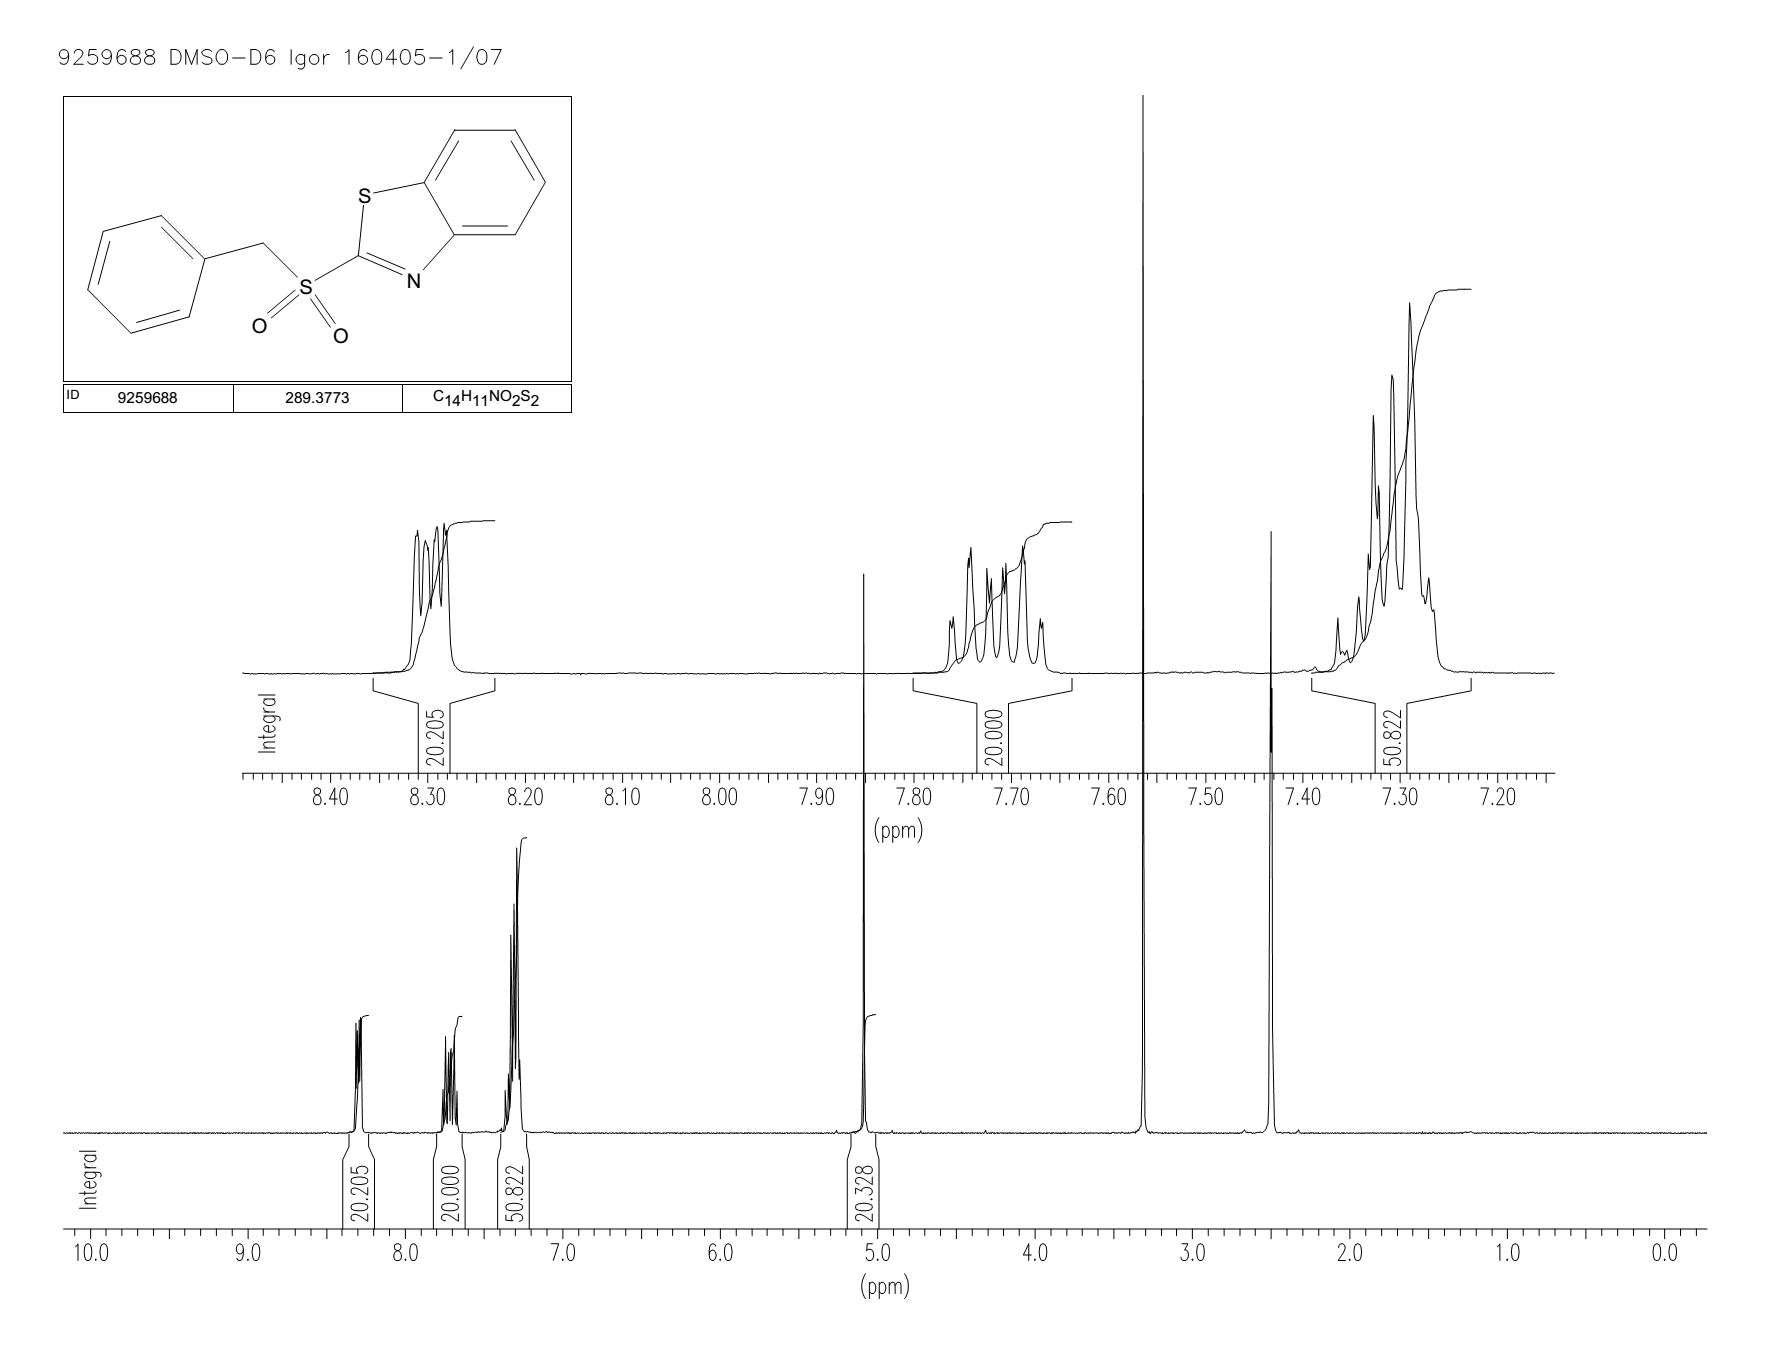 9259688 DMSO-D6 Igor 160405-1/07
S
N
S
O
O
ID 9259688 289.3773 C14H11NO2S2
Integral
20.205 20.000 50.822
8.40 8.30 8.20 8.10 8.00 7.90 7.80 7.70 7.60 7.50 7.40 7.30 7.20
(ppm)
Integral
20.205 20.000 50.822 20.328
10.0 9.0 8.0 7.0 6.0 5.0 4.0 3.0 2.0 1.0 0.0
(ppm)